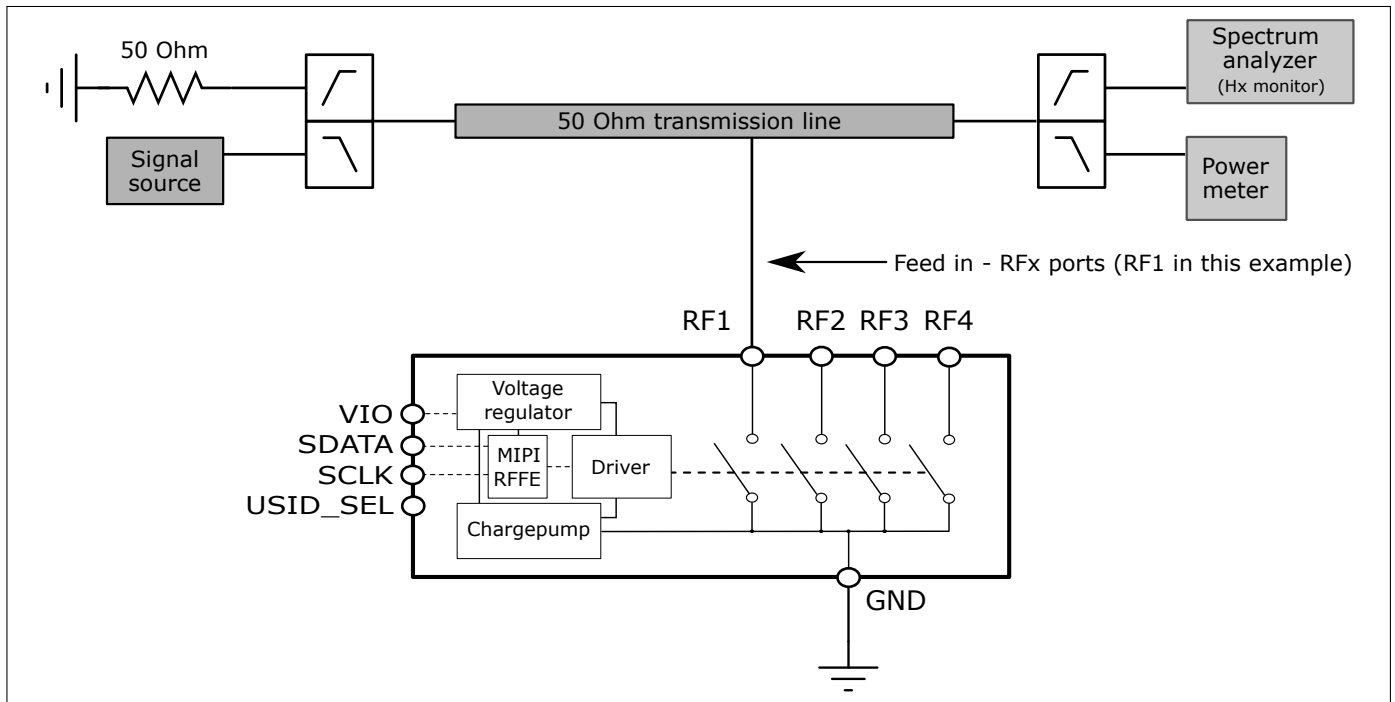 50 Ohm
Signal
source
50 Ohm transmission line
Spectrum
analyzer
(Hx monitor)
Power
meter
Feed in - RFx ports (RF1 in this example)
RF1 RF2 RF3 RF4
VIO
SDATA
SCLK
USID_SEL
Voltage
regulator
MIPI
RFFE
Driver
Chargepump
GND